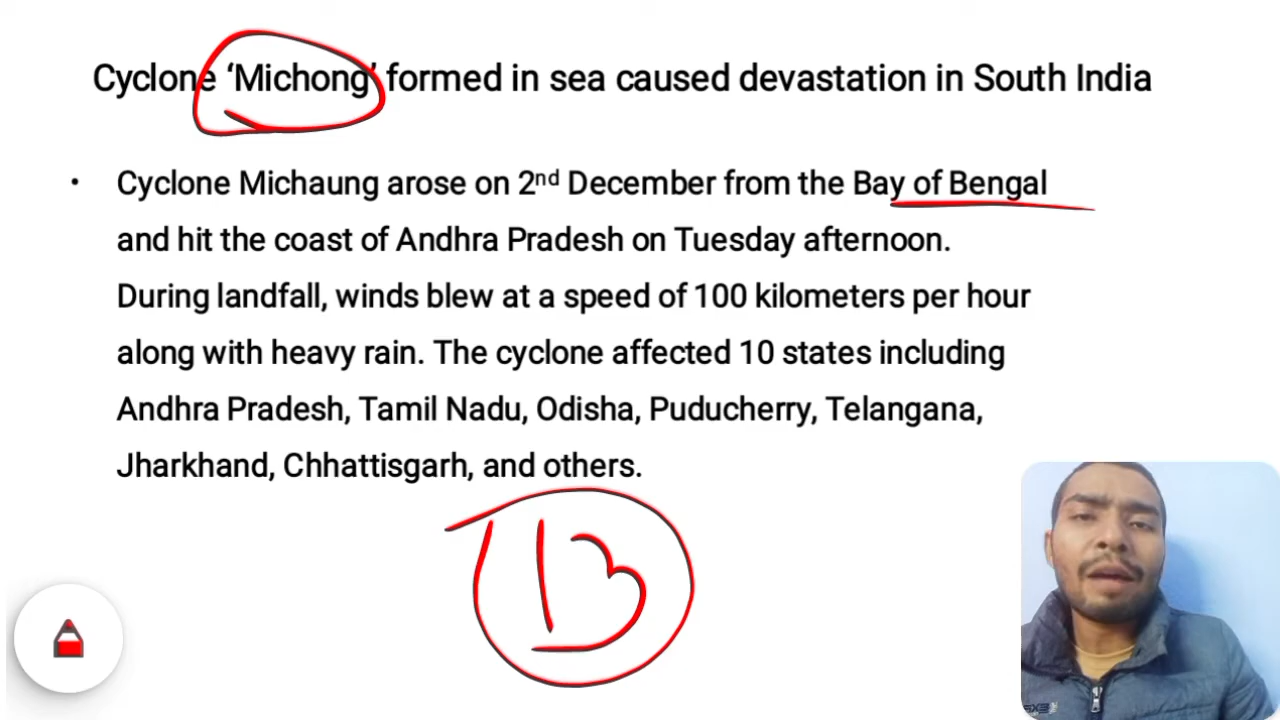 Cyclone ‘Michong’ formed in sea caused devastation in South India
• Cyclone Michaung arose on 2nd December from the Bay of Bengal
and hit the coast of Andhra Pradesh on Tuesday afternoon.
During landfall, winds blew at a speed of 100 kilometers per hour
along with heavy rain. The cyclone affected 10 states including
Andhra Pradesh, Tamil Nadu, Odisha, Puducherry, Telangana,
Jharkhand, Chhattisgarh, and others.
13